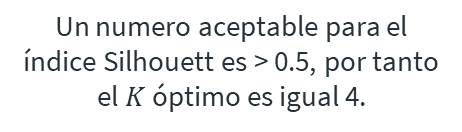 Un numero aceptable para el
índice Silhouett es > 0.5, por tanto
el K óptimo es igual 4.